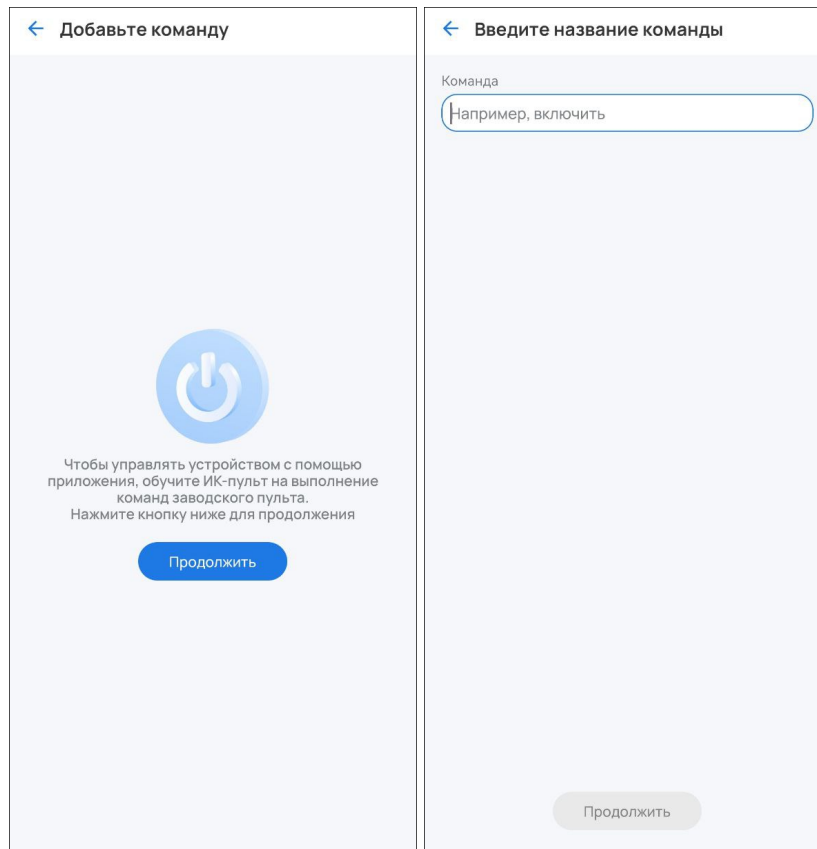 Добавьте команду
Чтобы управлять устройством с помощью
приложения, обучите ИК-пульт на выполнение
команд заводского пульта.
Нажмите кнопку ниже для продолжения
Продолжить
Введите название команды
Команда
Например, включить
Продолжить